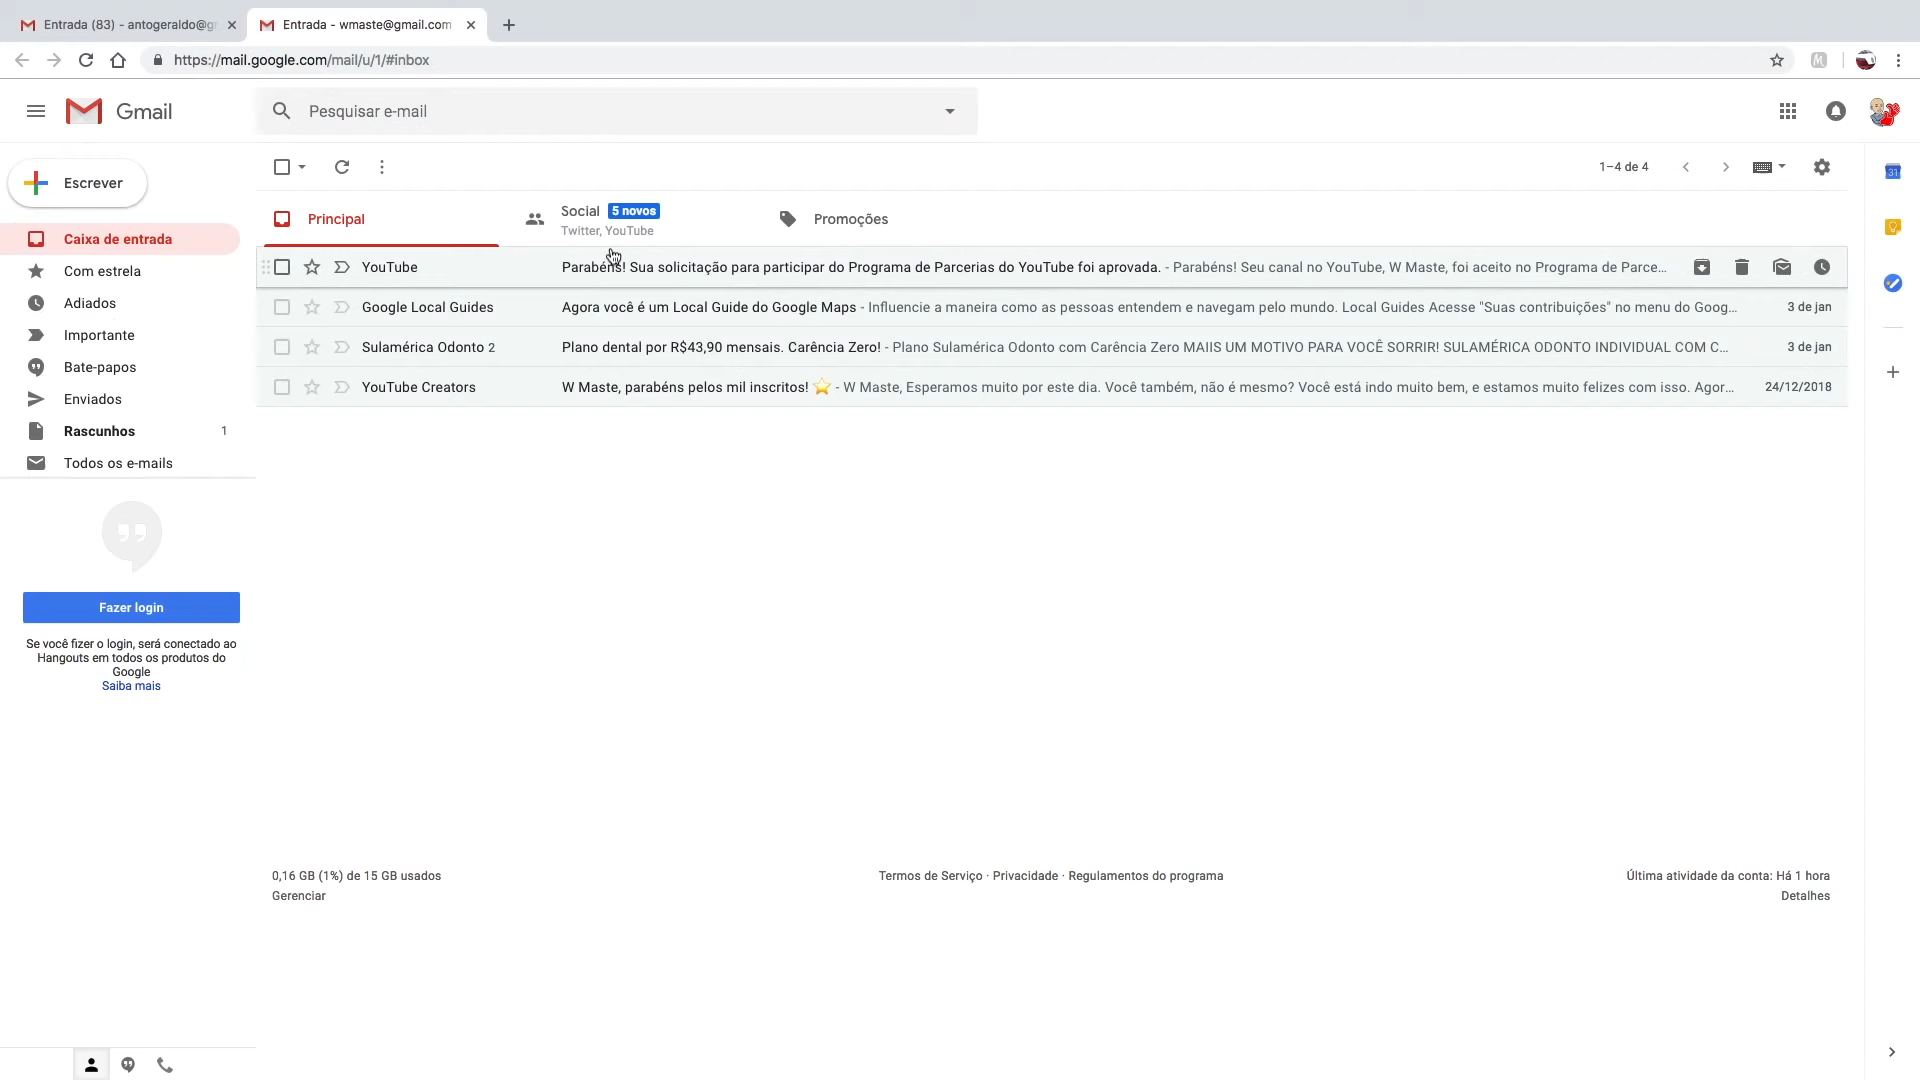 Entrada (83) - antogeraldo@g
Entrada - wmaste@gmail.com
https://mail.google.com/mail/u/1/#inbox
Gmail
Pesquisar e-mail
Escrever
1–4 de 4
Principal
Social 5 novos
Twitter, YouTube
Promoções
Caixa de entrada
Com estrela
Adiados
Importante
Bate-papos
Enviados
Rascunhos 1
Todos os e-mails
YouTube Parabéns! Sua solicitação para participar do Programa de Parcerias do YouTube foi aprovada. - Parabéns! Seu canal no YouTube, W Maste, foi aceito no Programa de Parce...
Google Local Guides Agora você é um Local Guide do Google Maps - Influencie a maneira como as pessoas entendem e navegam pelo mundo. Local Guides Acesse "Suas contribuições" no menu do Goog... 3 de jan
Sulamérica Odonto 2 Plano dental por R$43,90 mensais. Carência Zero! - Plano Sulamérica Odonto com Carência Zero MAIIS UM MOTIVO PARA VOCÊ SORRIR! SULAMÉRICA ODONTO INDIVIDUAL COM C... 3 de jan
YouTube Creators W Maste, parabéns pelos mil inscritos! ⭐ - W Maste, Esperamos muito por este dia. Você também, não é mesmo? Você está indo muito bem, e estamos muito felizes com isso. Agor... 24/12/2018
31
Fazer login
Se você fizer o login, será conectado ao
Hangouts em todos os produtos do
Google
Saiba mais
0,16 GB (1%) de 15 GB usados
Gerenciar
Termos de Serviço · Privacidade · Regulamentos do programa
Última atividade da conta: Há 1 hora
Detalhes